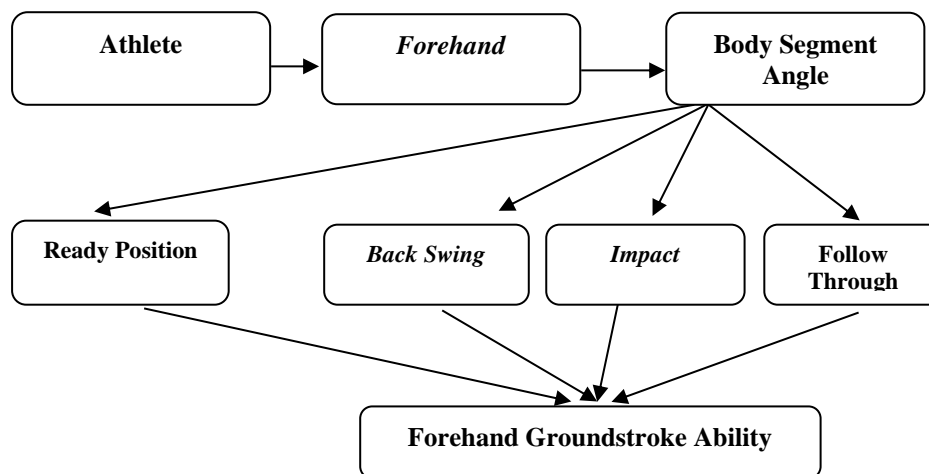 Athlete
Forehand
Body Segment
Angle
Ready Position
Back Swing
Impact
Follow
Through
Forehand Groundstroke Ability